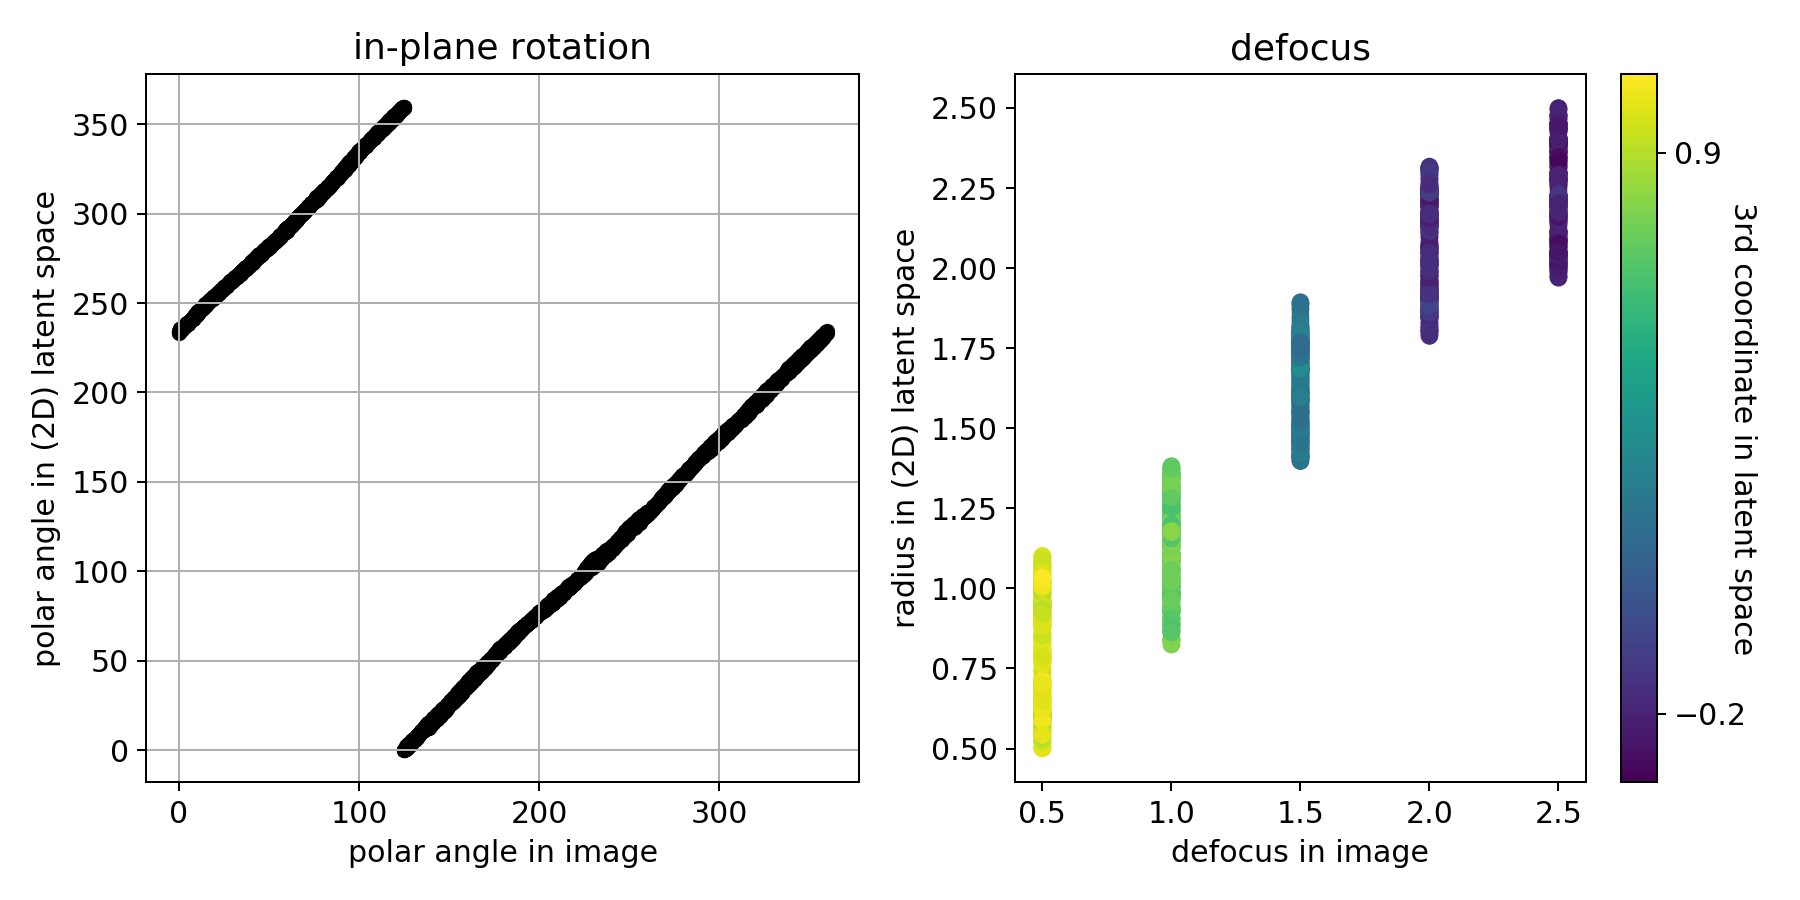 in-plane rotation
polar angle in (2D) latent space
350
300
250
200
150
100
50
0
0 100 200 300
polar angle in image
defocus
radius in (2D) latent space
2.50
2.25
2.00
1.75
1.50
1.25
1.00
0.75
0.50
0.5 1.0 1.5 2.0 2.5
defocus in image
0.9
−0.2
3rd coordinate in latent space